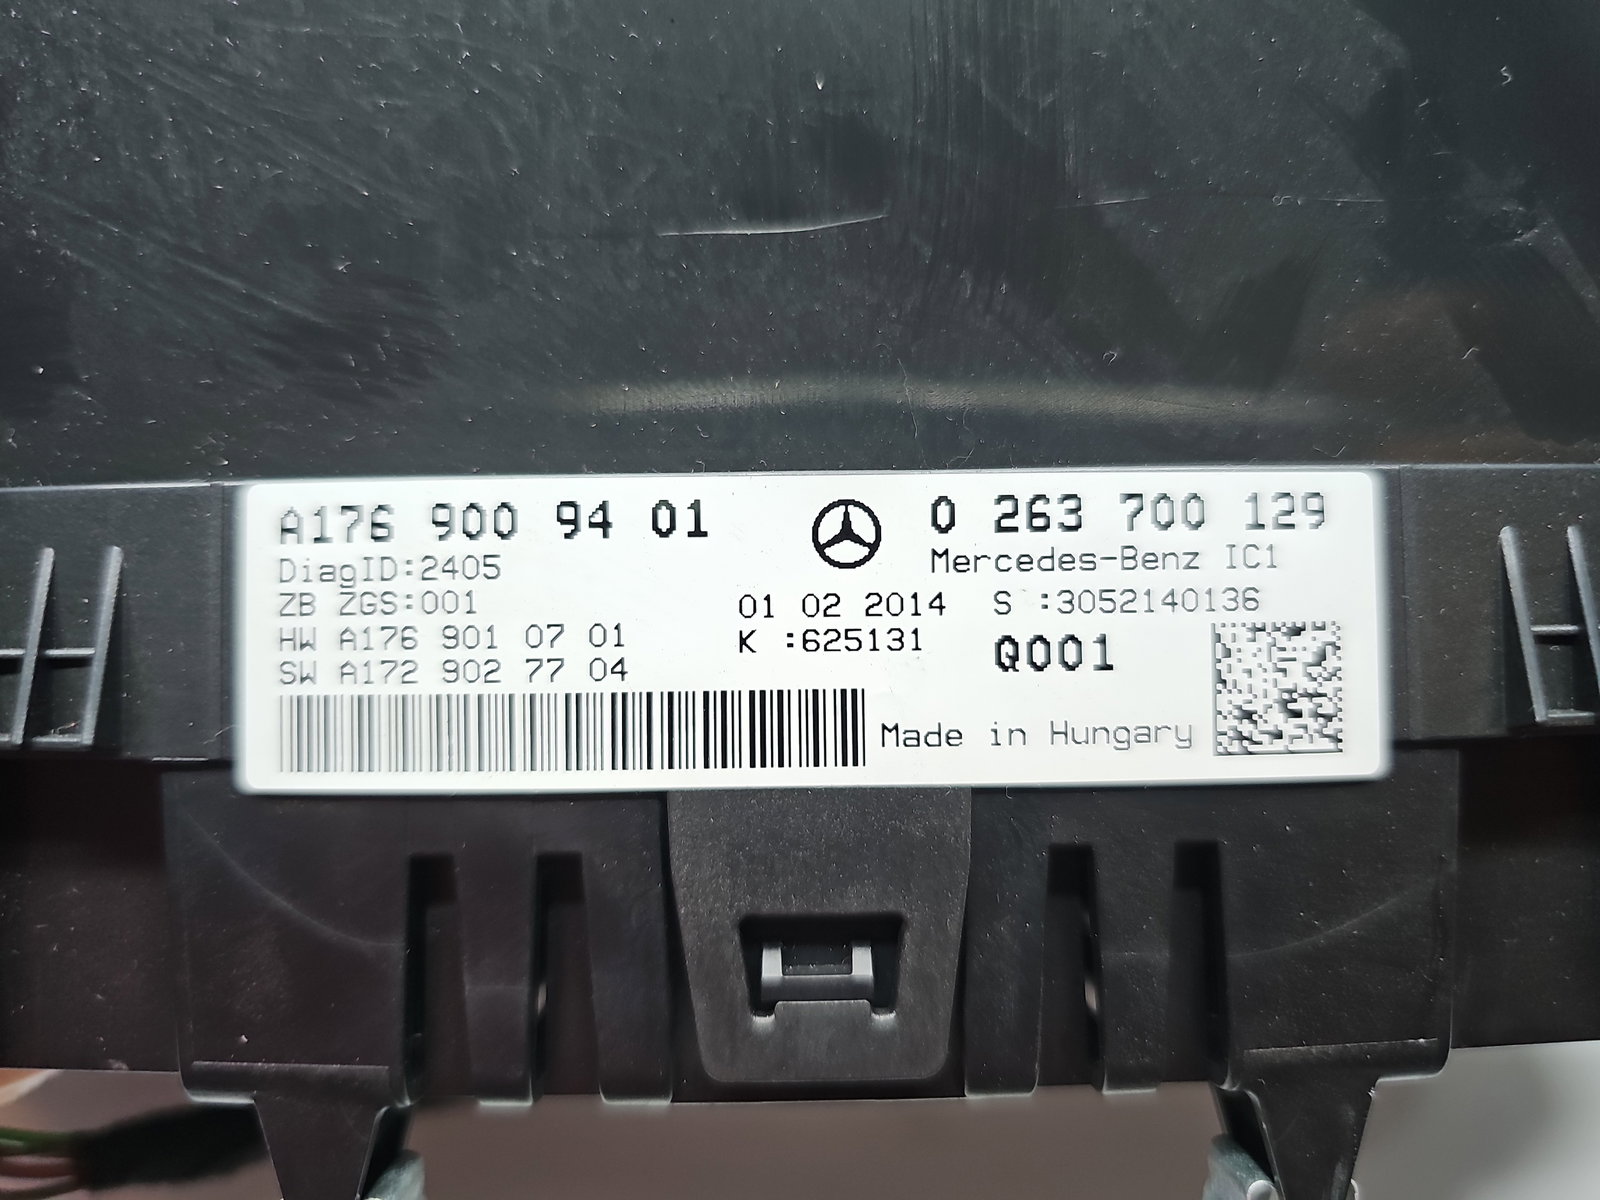 A176 900 94 01
0 263 700 129
DiagID:2405
Mercedes-Benz IC1
ZB ZGS:001
01 02 2014
S :3052140136
HW A176 901 07 01
K :625131
Q001
SW A172 902 77 04
Made in Hungary